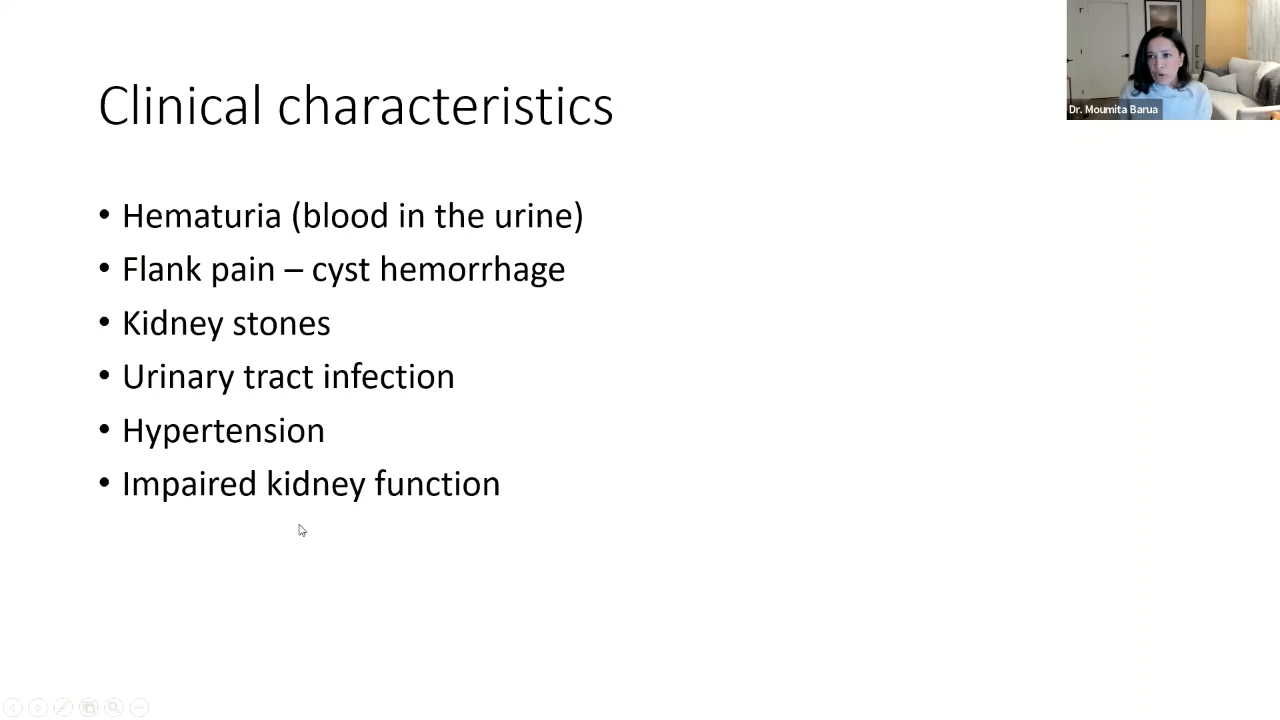 Clinical characteristics
Dr. Moumita Barua
• Hematuria (blood in the urine)
• Flank pain – cyst hemorrhage
• Kidney stones
• Urinary tract infection
• Hypertension
• Impaired kidney function